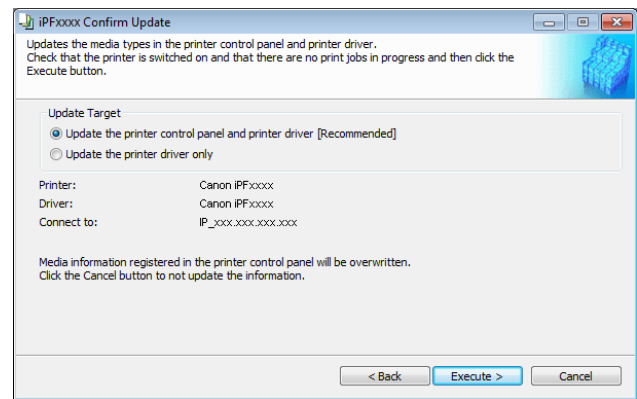 iPFxxxx Confirm Update
Updates the media types in the printer control panel and printer driver.
Check that the printer is switched on and that there are no print jobs in progress and then click the
Execute button.
Update Target
Update the printer control panel and printer driver [Recommended]
Update the printer driver only
Printer: Canon iPFxxxx
Driver: Canon iPFxxxx
Connect to: IP_xxx.xxx.xxx.xxx
Media information registered in the printer control panel will be overwritten.
Click the Cancel button to not update the information.
< Back Execute > Cancel